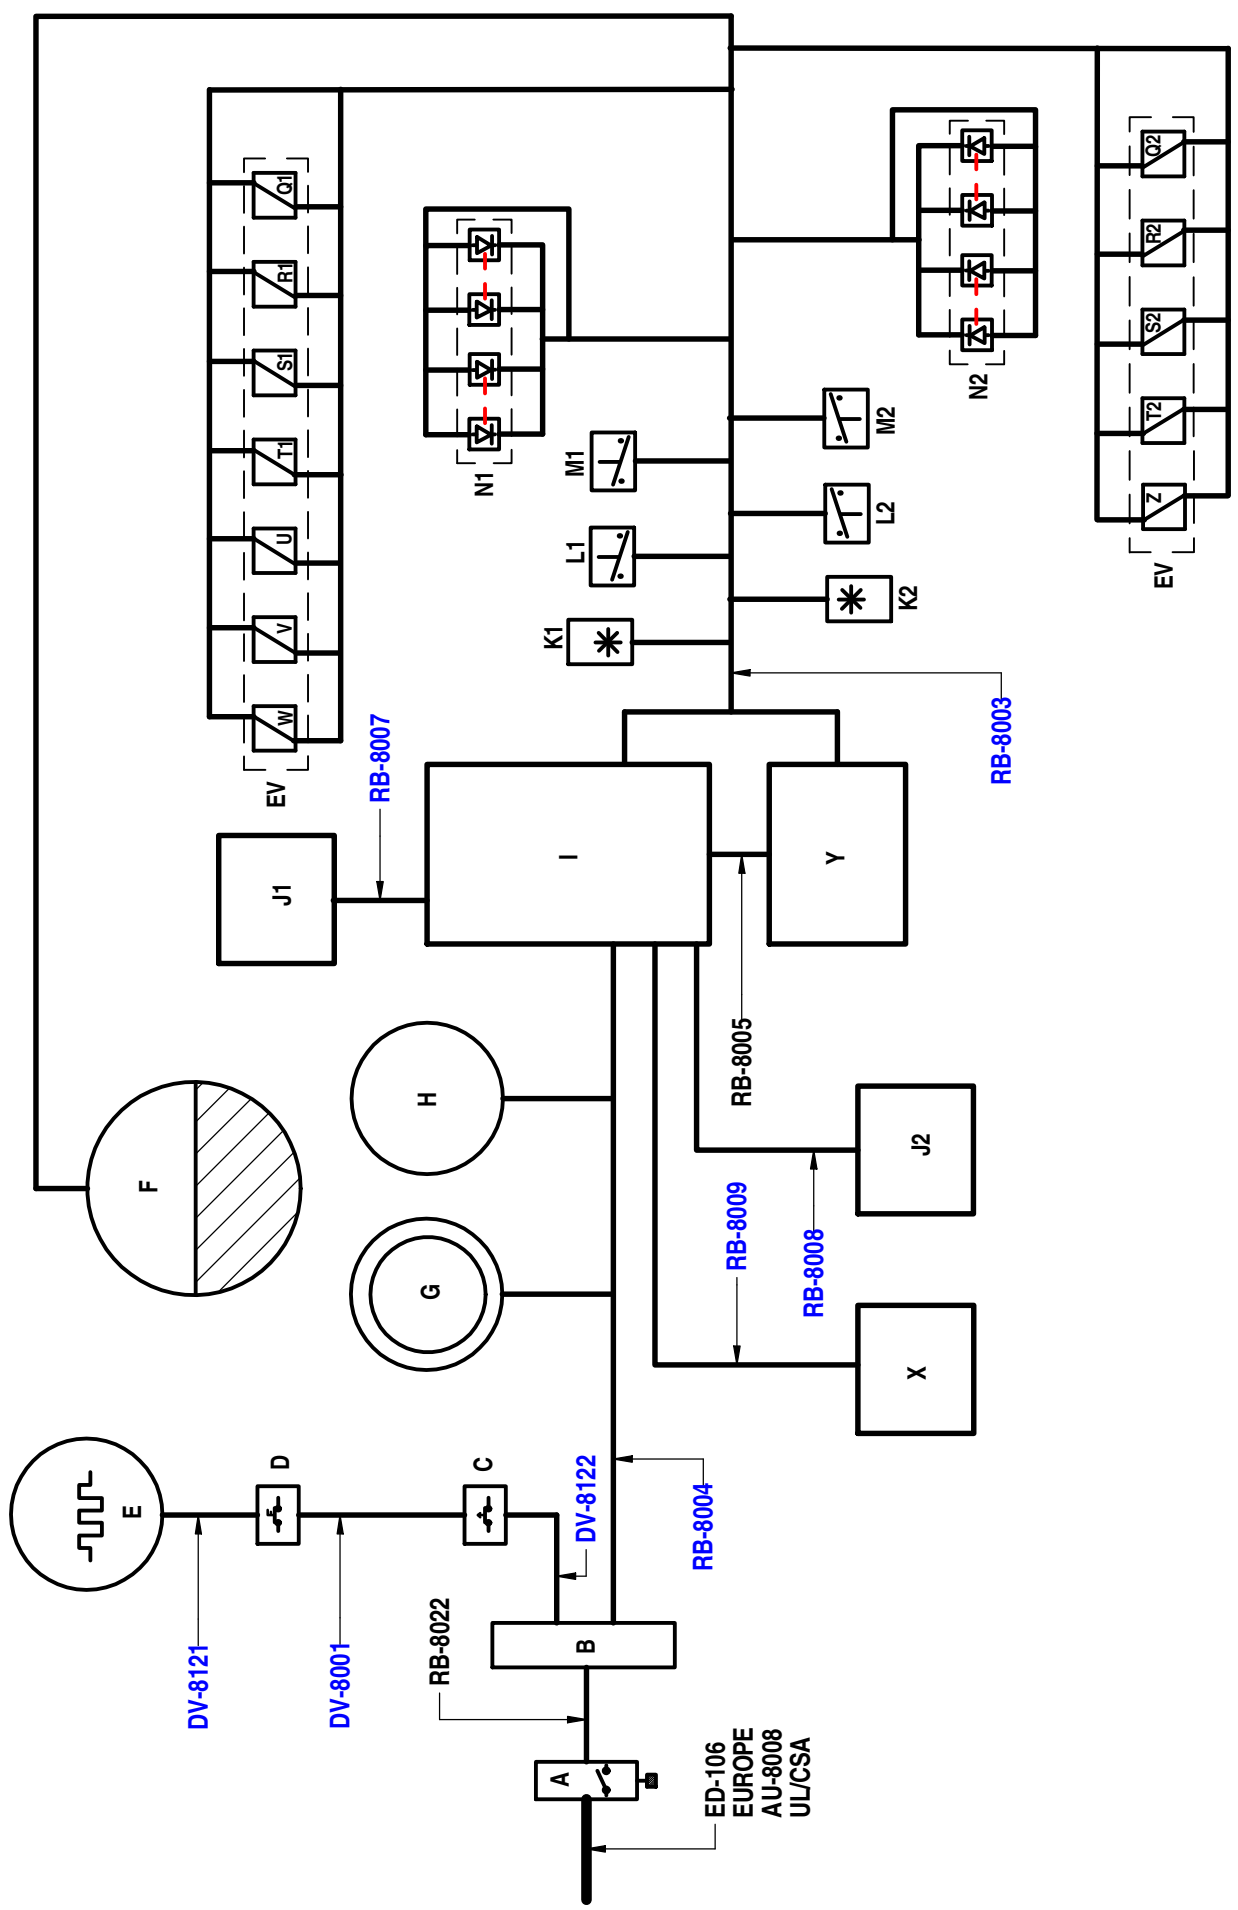 F
Q1
R1
S1
T1
U
V
W
EV
N1
M1
L1
K1
N2
M2
L2
K2
Q2
R2
S2
T2
Z
EV
RB-8007
RB-8003
J1
I
Y
H
G
RB-8005
J2
X
RB-8009
RB-8008
E
D
C
DV-8121
DV-8001
DV-8122
RB-8004
RB-8022
B
A
ED-106
EUROPE
AU-8008
UL/CSA